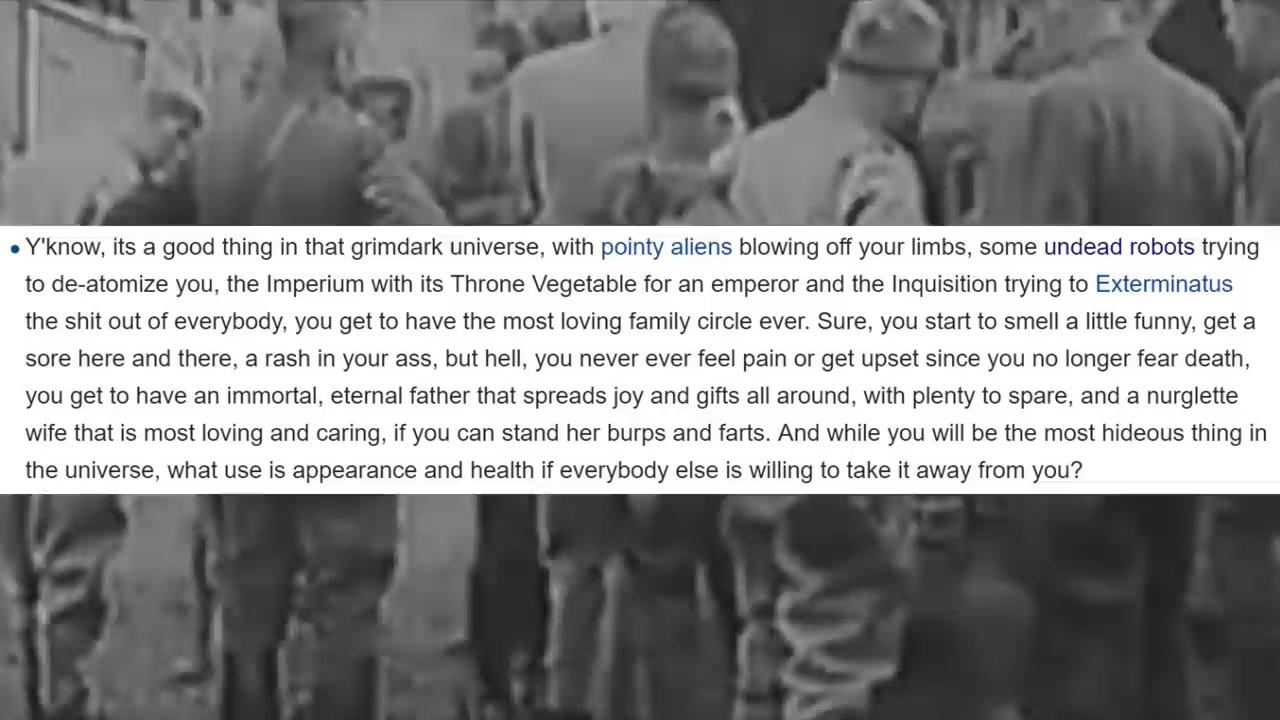 • Y'know, its a good thing in that grimdark universe, with pointy aliens blowing off your limbs, some undead robots trying
to de-atomize you, the Imperium with its Throne Vegetable for an emperor and the Inquisition trying to Exterminatus
the shit out of everybody, you get to have the most loving family circle ever. Sure, you start to smell a little funny, get a
sore here and there, a rash in your ass, but hell, you never ever feel pain or get upset since you no longer fear death,
you get to have an immortal, eternal father that spreads joy and gifts all around, with plenty to spare, and a nurglette
wife that is most loving and caring, if you can stand her burps and farts. And while you will be the most hideous thing in
the universe, what use is appearance and health if everybody else is willing to take it away from you?